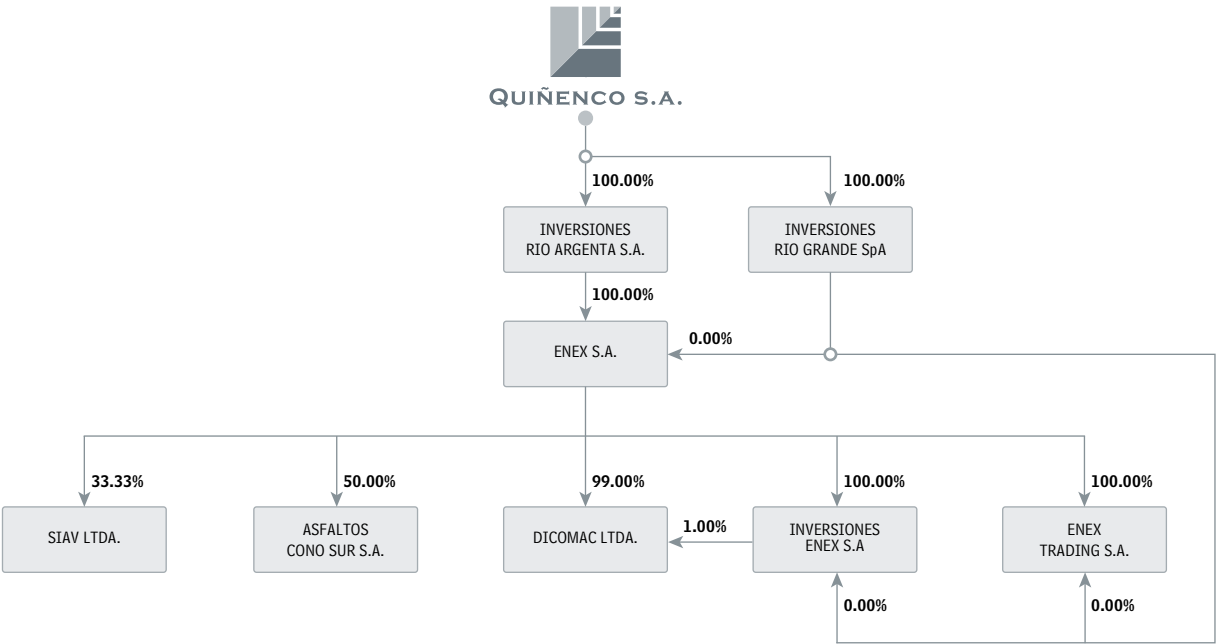 QUIÑENCO S.A.
100.00%
100.00%
INVERSIONES
RIO ARGENTA S.A.
INVERSIONES
RIO GRANDE SpA
100.00%
ENEX S.A.
0.00%
33.33%
50.00%
99.00%
100.00%
100.00%
SIAV LTDA.
ASFALTOS
CONO SUR S.A.
DICOMAC LTDA.
1.00%
INVERSIONES
ENEX S.A
ENEX
TRADING S.A.
0.00%
0.00%